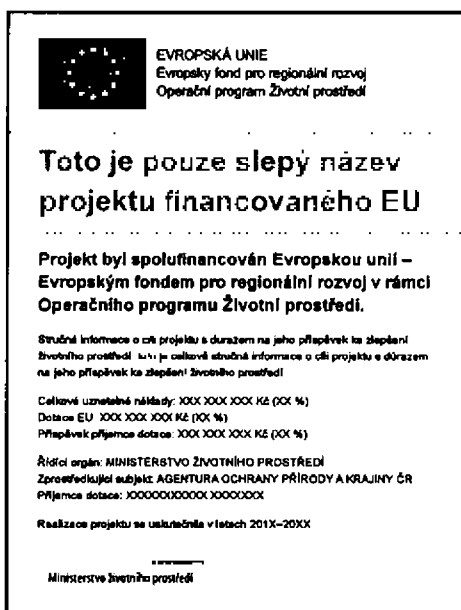 EVROPSKÁ UNIE
Evropský fond pro regionální rozvoj
Operační program Životní prostředí
Toto je pouze slepý název
projektu financovaného EU
Projekt byl spolufinancován Evropskou unií –
Evropským fondem pro regionální rozvoj v rámci
Operačního programu Životní prostředí.
Stručná informace o cíli projektu s durazem na jeho příspěvek ke zlepšení
životního prostředí je celková stručná informace o cíli projektu s důrazem
na jeho příspěvek ke zlepšení životního prostředí
Celkové uznatelné náklady: XXX XXX XXX Kč (XX %)
Dotace EU: XXX XXX XXX Kč (XX %)
Příspěvek příjemce dotace: XXX XXX XXX Kč (XX %)
Řídící orgán: MINISTERSTVO ŽIVOTNÍHO PROSTŘEDÍ
Zprostředkující subjekt: AGENTURA OCHRANY PŘÍRODY A KRAJINY ČR
Příjemce dotace: XXXXXXXXXXX XXXXXXXX
Realizace projektu se uskutečnila v letech 201X–20XX
Ministerstvo životního prostředí